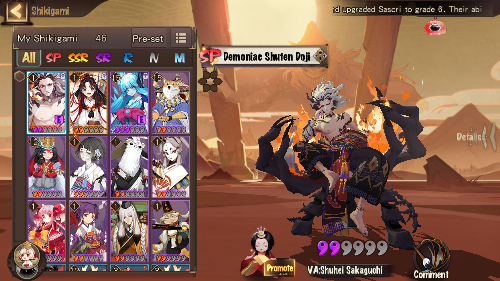 Shikigami
d upgraded Sascri to grade 6. Their abi
My Shikigami 46 Pre-set
All SP SSR SR R N M
SP Demoniac Shuten Doji
Details
Promote
VA:Shuhei Sakaguchi
Comment